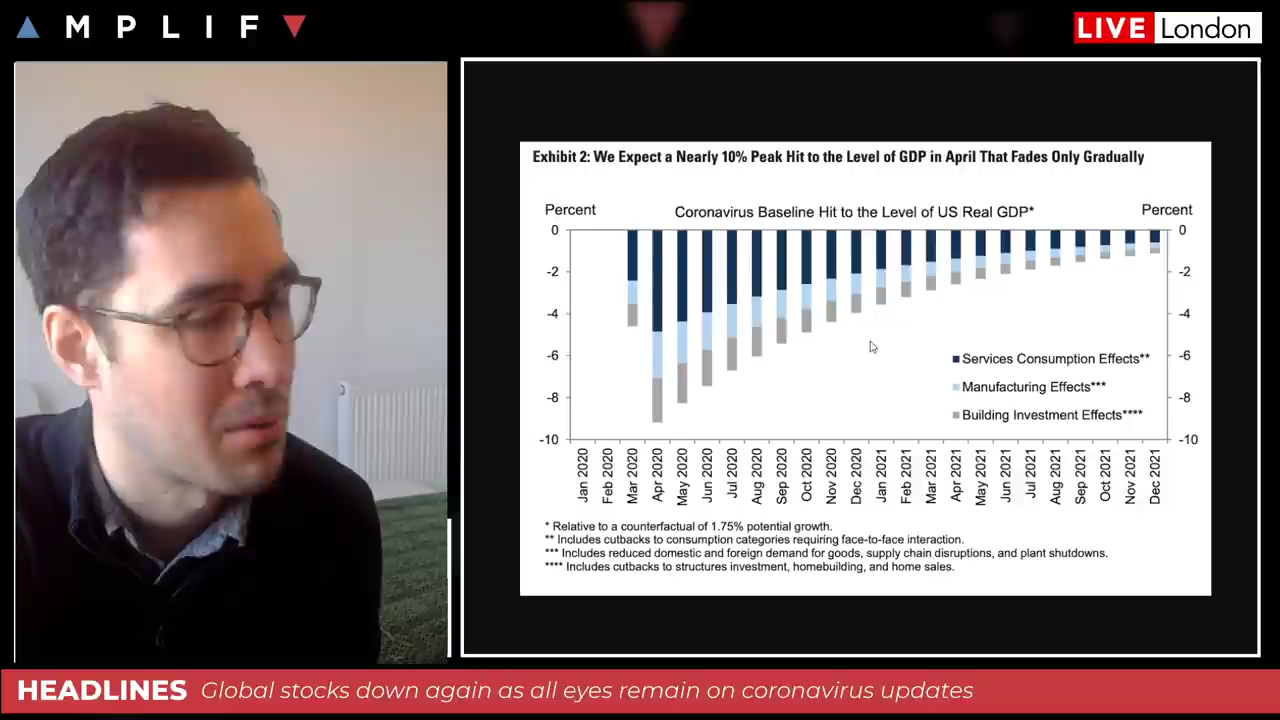 ▲ M P L I F ▼
LIVE London
Exhibit 2: We Expect a Nearly 10% Peak Hit to the Level of GDP in April That Fades Only Gradually
Percent Coronavirus Baseline Hit to the Level of US Real GDP* Percent
0 0
-2 -2
-4 -4
-6 -6
-8 -8
-10 -10
Services Consumption Effects**
Manufacturing Effects***
Building Investment Effects****
Jan 2020 Feb 2020 Mar 2020 Apr 2020 May 2020 Jun 2020 Jul 2020 Aug 2020 Sep 2020 Oct 2020 Nov 2020 Dec 2020 Jan 2021 Feb 2021 Mar 2021 Apr 2021 May 2021 Jun 2021 Jul 2021 Aug 2021 Sep 2021 Oct 2021 Nov 2021 Dec 2021
* Relative to a counterfactual of 1.75% potential growth.
** Includes cutbacks to consumption categories requiring face-to-face interaction.
*** Includes reduced domestic and foreign demand for goods, supply chain disruptions, and plant shutdowns.
**** Includes cutbacks to structures investment, homebuilding, and home sales.
HEADLINES Global stocks down again as all eyes remain on coronavirus updates